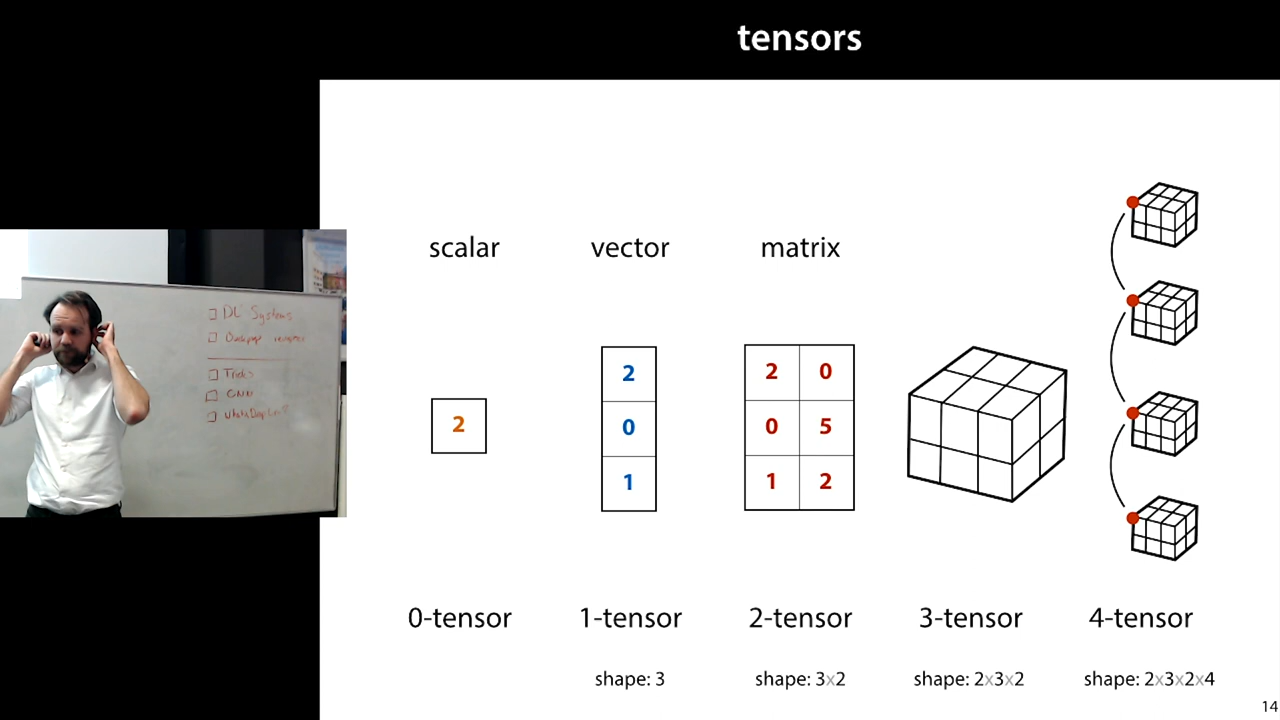 tensors
scalar
vector
matrix
2
2
0
1
2 0
0 5
1 2
0-tensor
1-tensor
2-tensor
3-tensor
4-tensor
shape: 3
shape: 3x2
shape: 2x3x2
shape: 2x3x2x4
14
DL Systems
Tricks